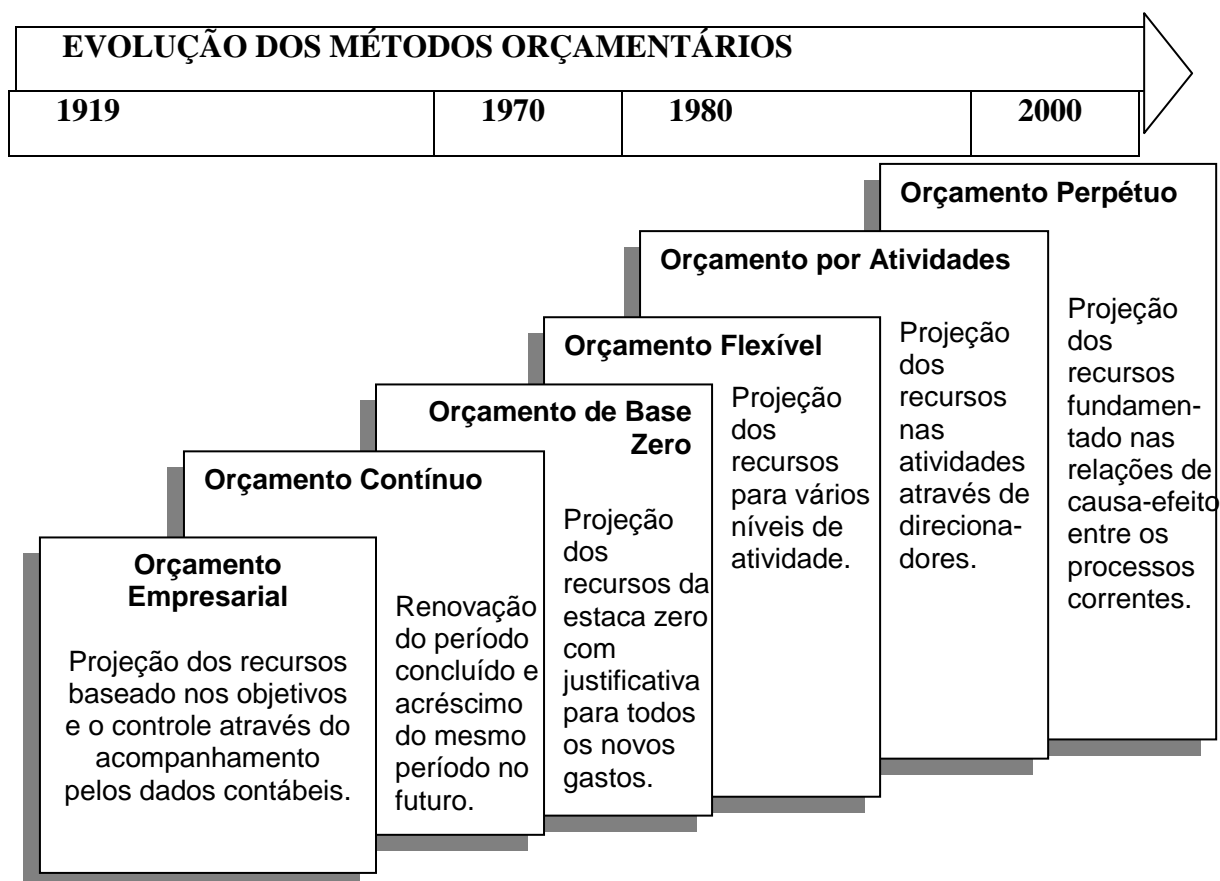 EVOLUÇÃO DOS MÉTODOS ORÇAMENTÁRIOS
1919 1970 1980 2000
Orçamento
Empresarial
Projeção dos recursos
baseado nos objetivos
e o controle através do
acompanhamento
pelos dados contábeis.
Orçamento Contínuo
Renovação
do período
concluído e
acréscimo
do mesmo
período no
futuro.
Orçamento de Base
Zero
Projeção
dos
recursos da
estaca zero
com
justificativa
para todos
os novos
gastos.
Orçamento Flexível
Projeção
dos
recursos
para vários
níveis de
atividade.
Orçamento por Atividades
Projeção
dos
recursos
nas
atividades
através de
direciona-
dores.
Orçamento Perpétuo
Projeção
dos
recursos
fundamen-
tado nas
relações de
causa-efeito
entre os
processos
correntes.